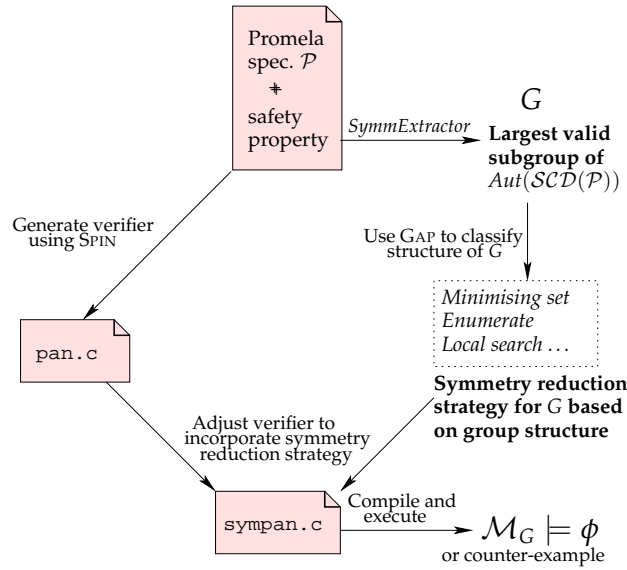 Promela
spec. 𝒫
+
safety
property
SymmExtractor
G
Largest valid
subgroup of
Aut(𝒮𝒞𝒟(𝒫))
Generate verifier
using SPIN
Use GAP to classify
structure of G
Minimising set
Enumerate
Local search …
pan.c
Symmetry reduction
strategy for G based
on group structure
Adjust verifier to
incorporate symmetry
reduction strategy
sympan.c
Compile and
execute
ℳ_G ⊨ ϕ
or counter-example